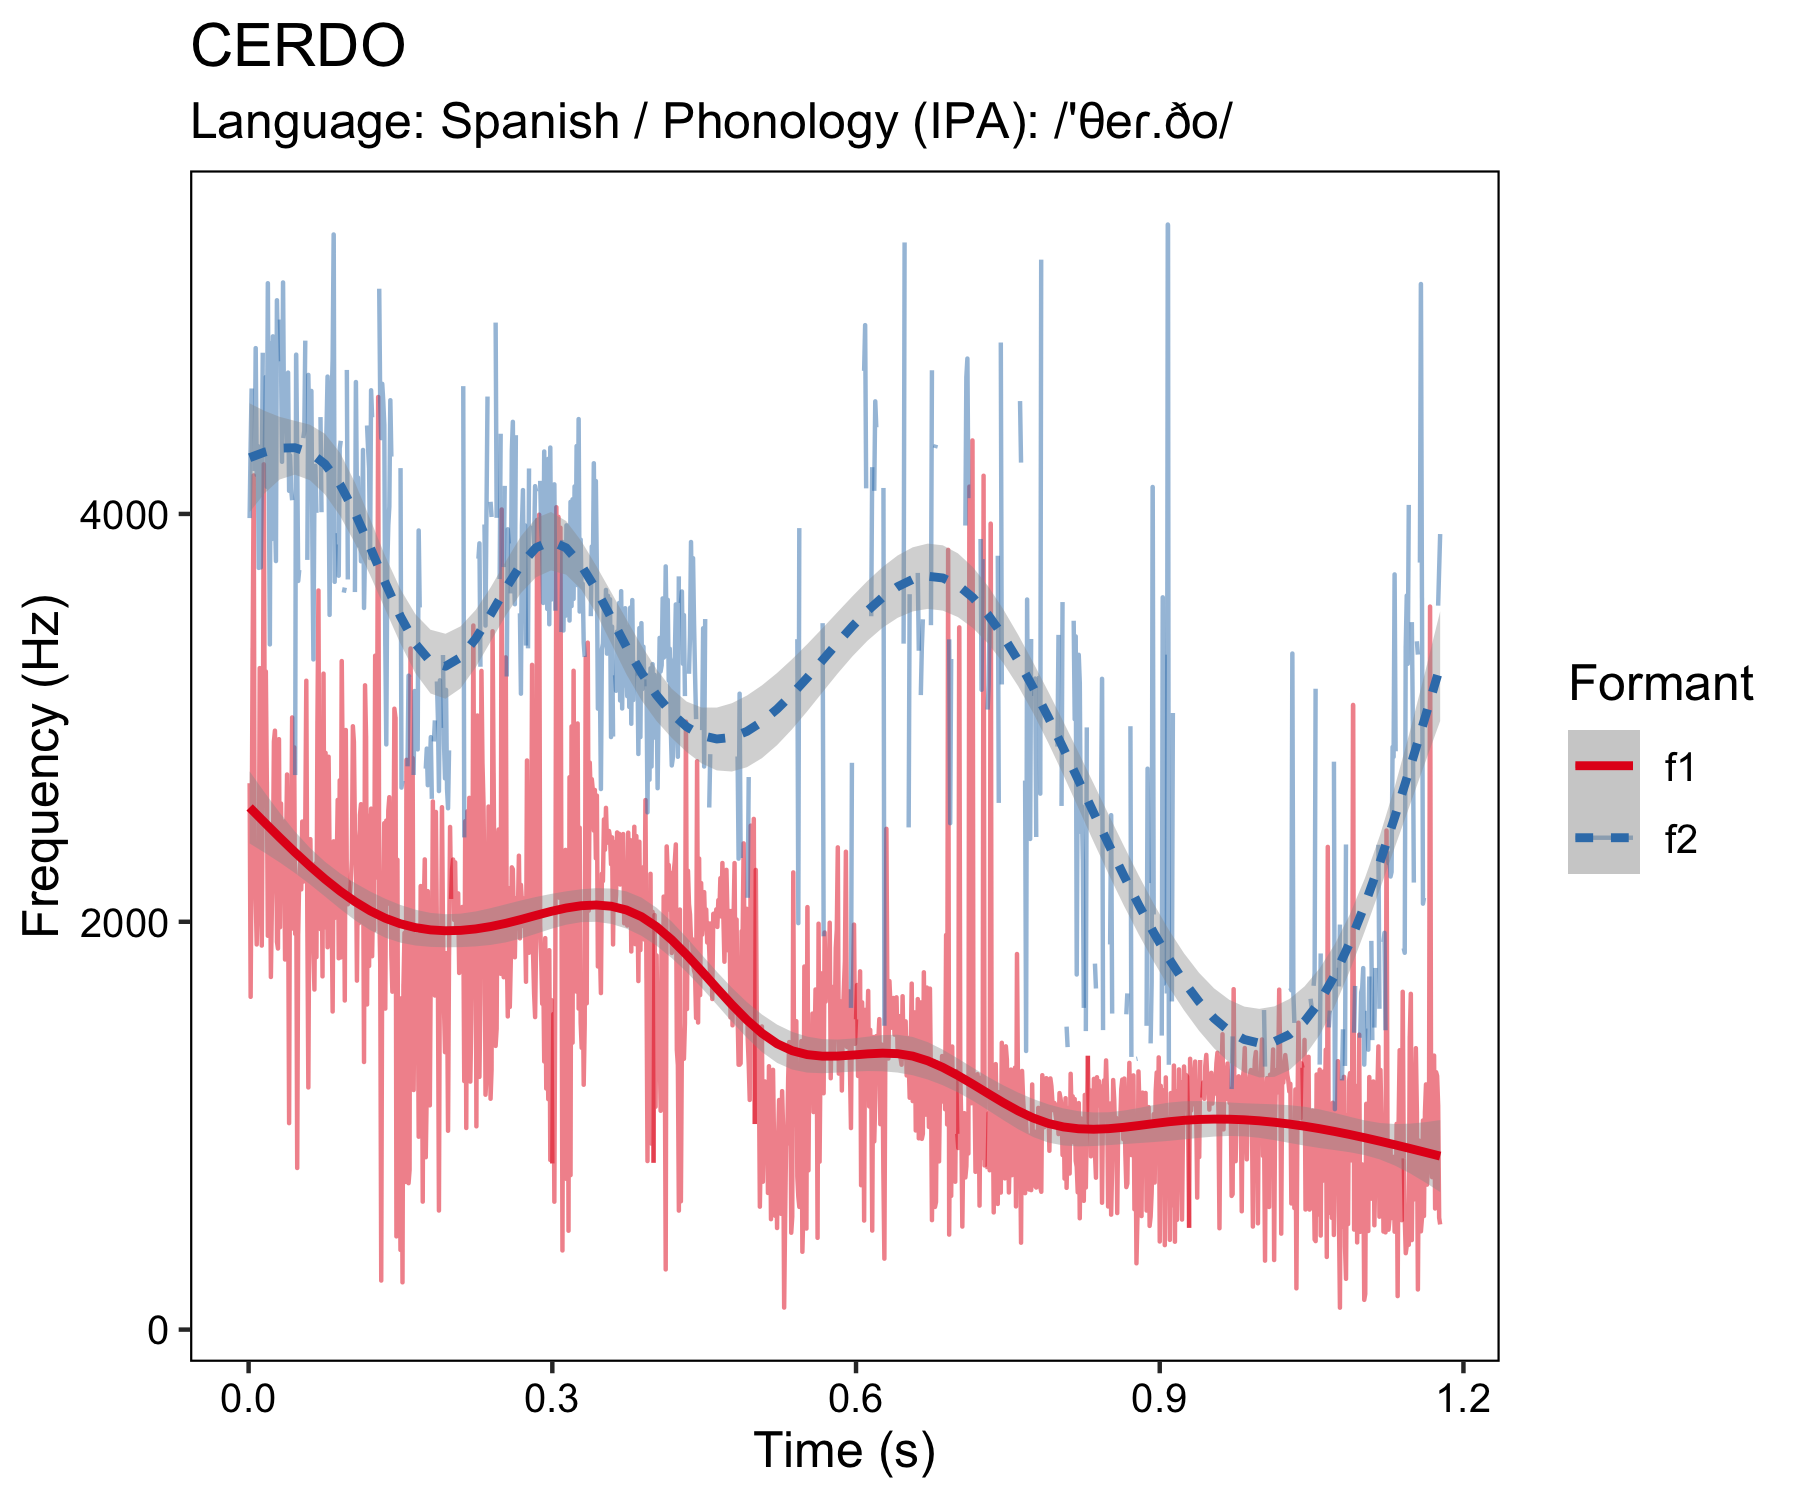 CERDO
Language: Spanish / Phonology (IPA): /'θeɾ.ðo/
Frequency (Hz)
4000
2000
0
0.0 0.3 0.6 0.9 1.2
Time (s)
Formant
f1
f2